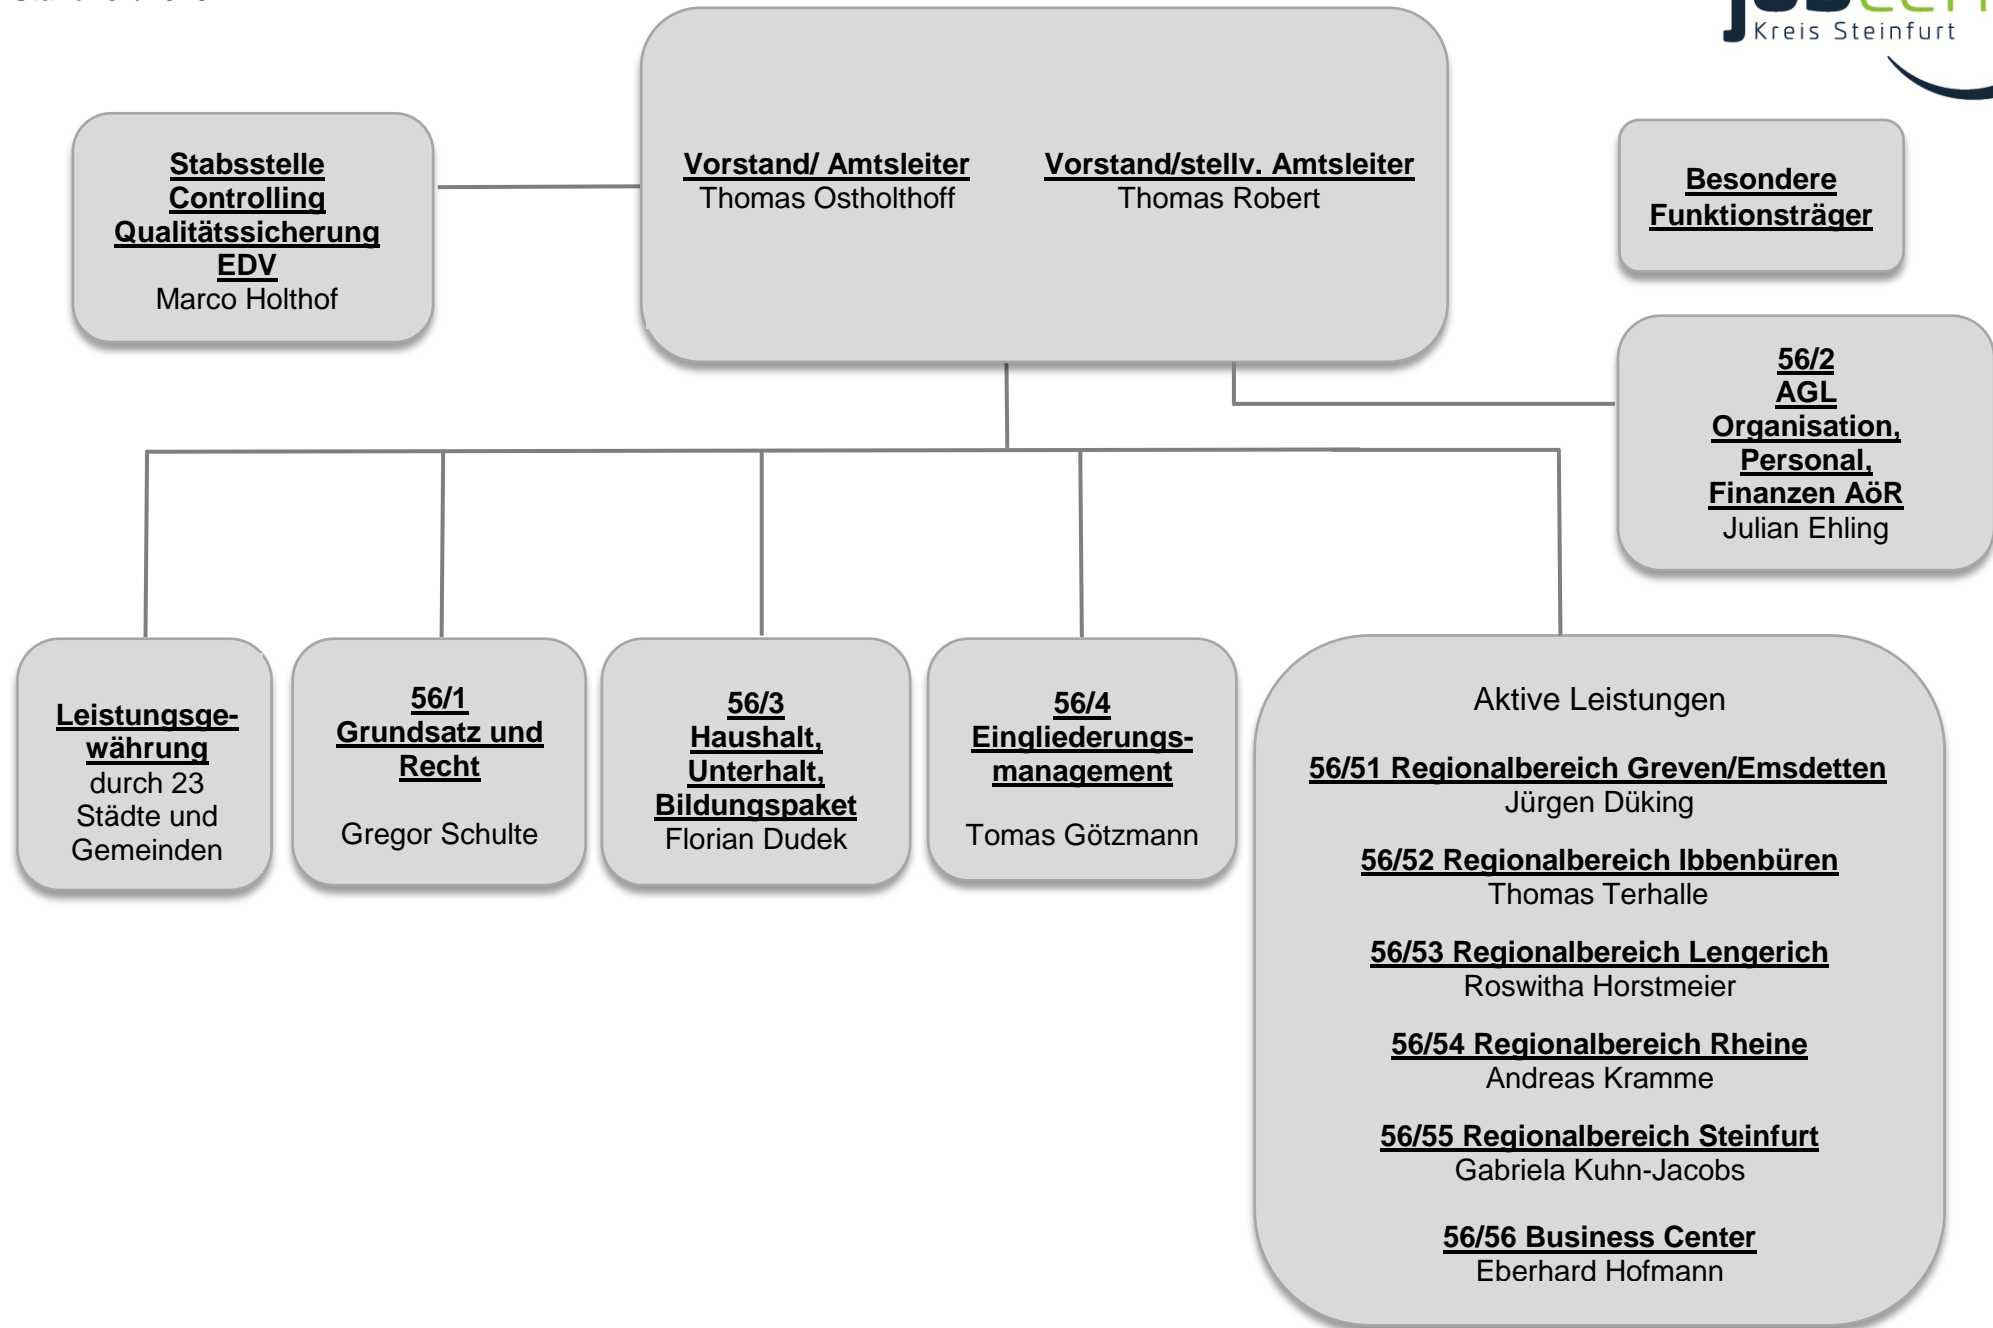 Kreis Steinfurt
Stabsstelle
Controlling
Qualitätssicherung
EDV
Marco Holthof
Vorstand/ Amtsleiter
Thomas Ostholthoff
Vorstand/stellv. Amtsleiter
Thomas Robert
Besondere
Funktionsträger
56/2
AGL
Organisation,
Personal,
Finanzen AöR
Julian Ehling
Leistungsge-
währung
durch 23
Städte und
Gemeinden
56/1
Grundsatz und
Recht
Gregor Schulte
56/3
Haushalt,
Unterhalt,
Bildungspaket
Florian Dudek
56/4
Eingliederungs-
management
Tomas Götzmann
Aktive Leistungen
56/51 Regionalbereich Greven/Emsdetten
Jürgen Düking
56/52 Regionalbereich Ibbenbüren
Thomas Terhalle
56/53 Regionalbereich Lengerich
Roswitha Horstmeier
56/54 Regionalbereich Rheine
Andreas Kramme
56/55 Regionalbereich Steinfurt
Gabriela Kuhn-Jacobs
56/56 Business Center
Eberhard Hofmann